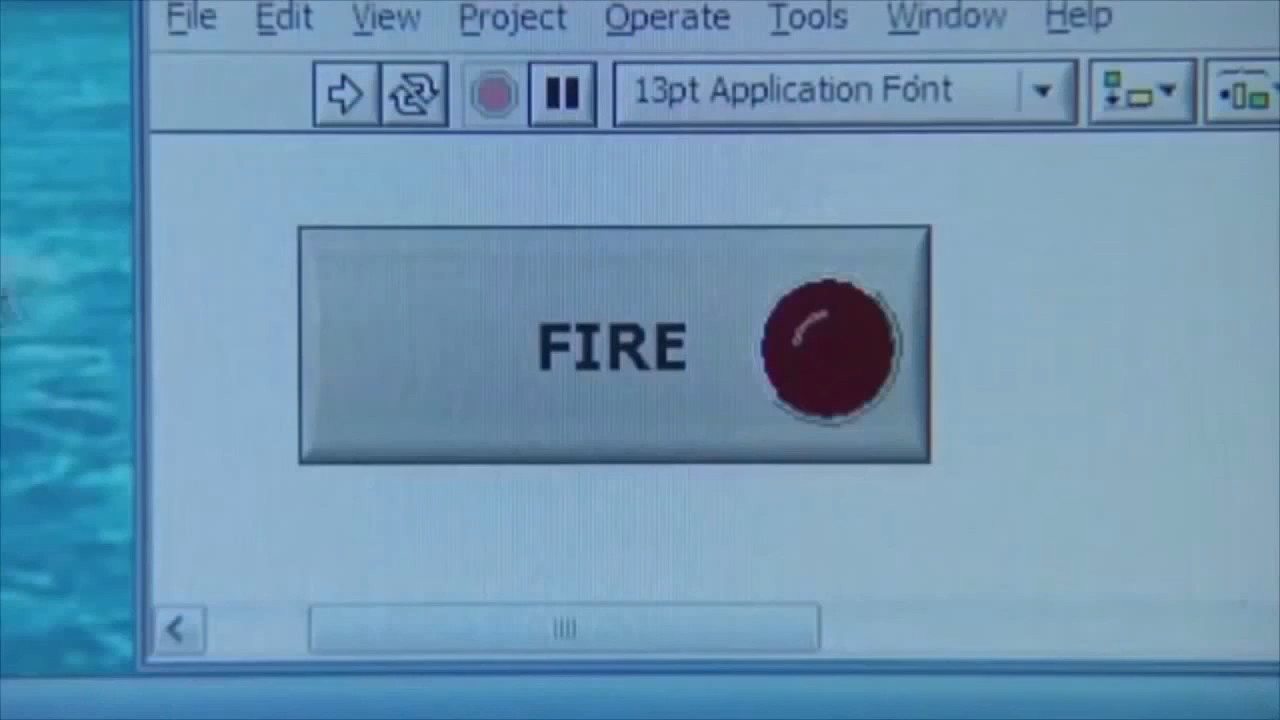 File Edit View Project Operate Tools Window Help
13pt Application Font
FIRE